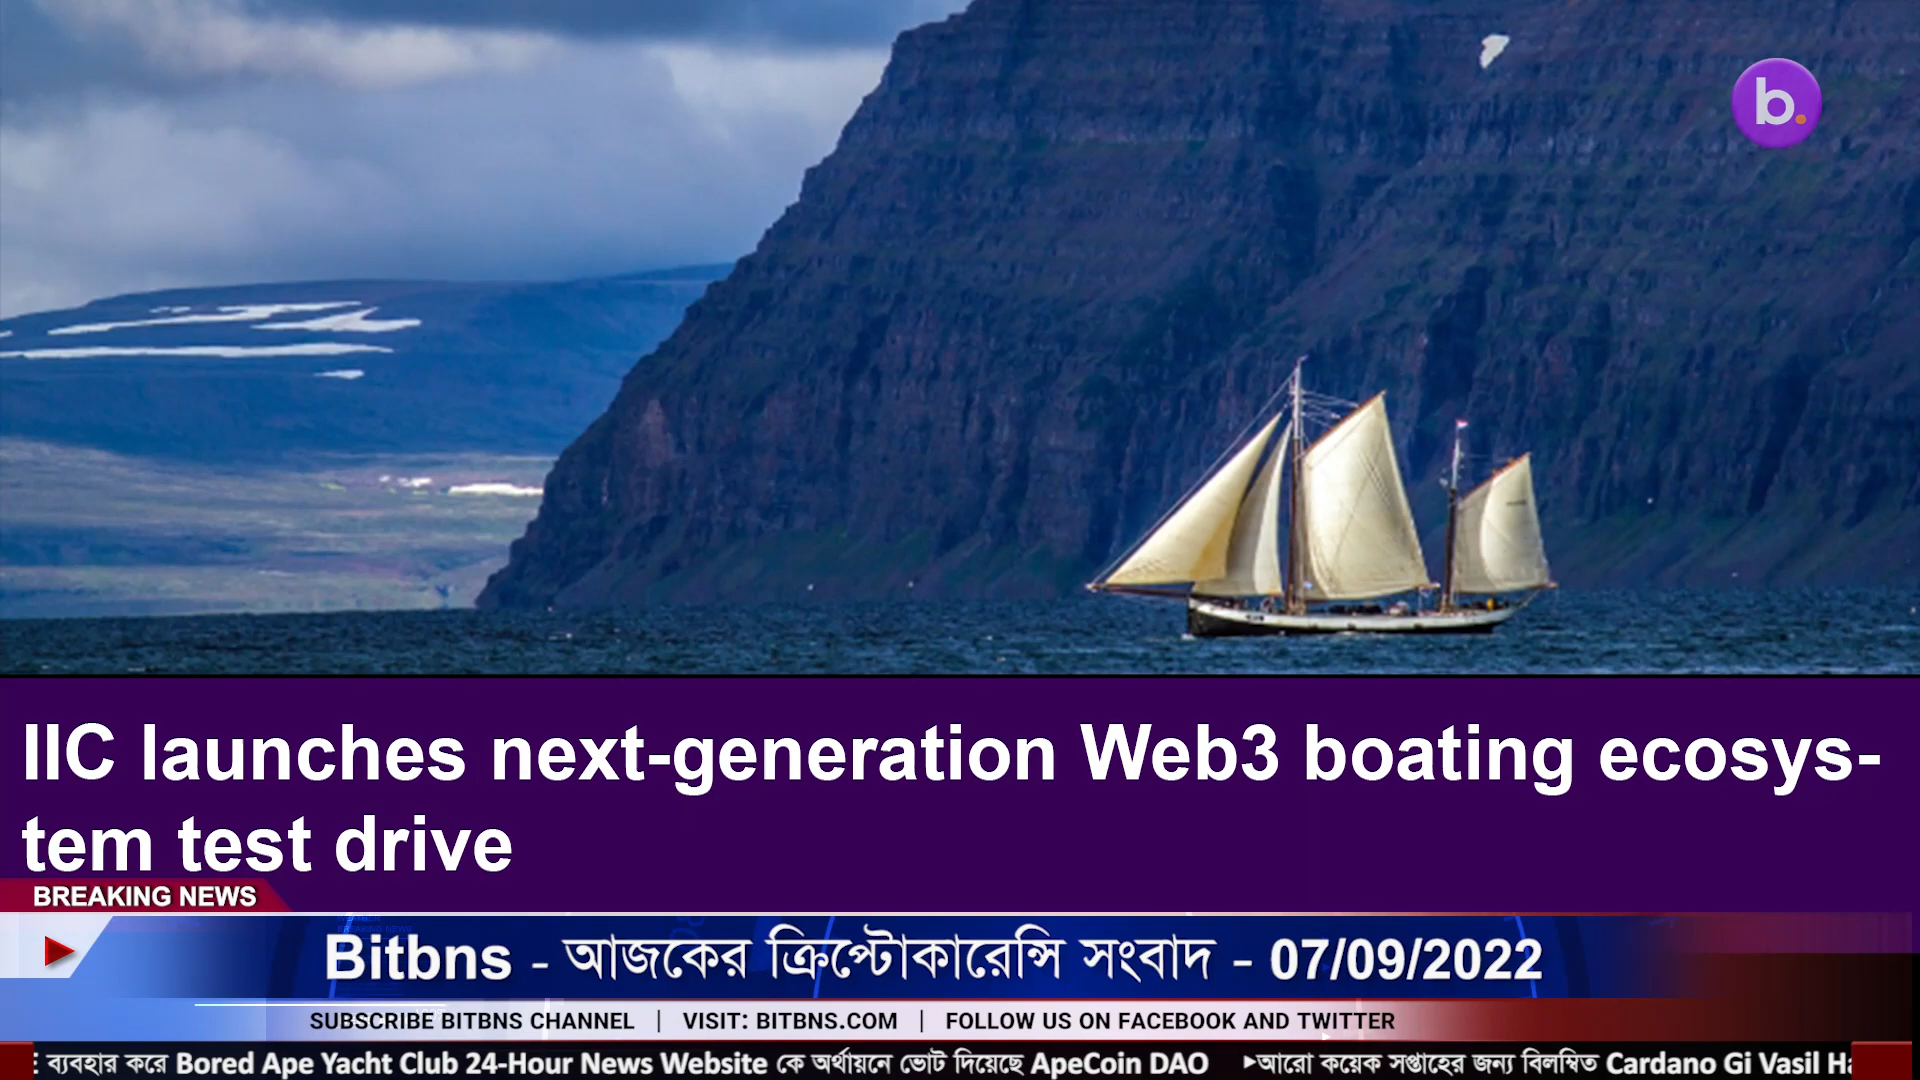 b.
IIC launches next-generation Web3 boating ecosys-
tem test drive
BREAKING NEWS
Bitbns - আজকের ক্রিপ্টোকারেন্সি সংবাদ - 07/09/2022
SUBSCRIBE BITBNS CHANNEL | VISIT: BITBNS.COM | FOLLOW US ON FACEBOOK AND TWITTER
ব্যবহার করে Bored Ape Yacht Club 24-Hour News Website কে অর্থায়নে ভোট দিয়েছে ApeCoin DAO ▸আরো কয়েক সপ্তাহের জন্য বিলম্বিত Cardano Gi Vasil